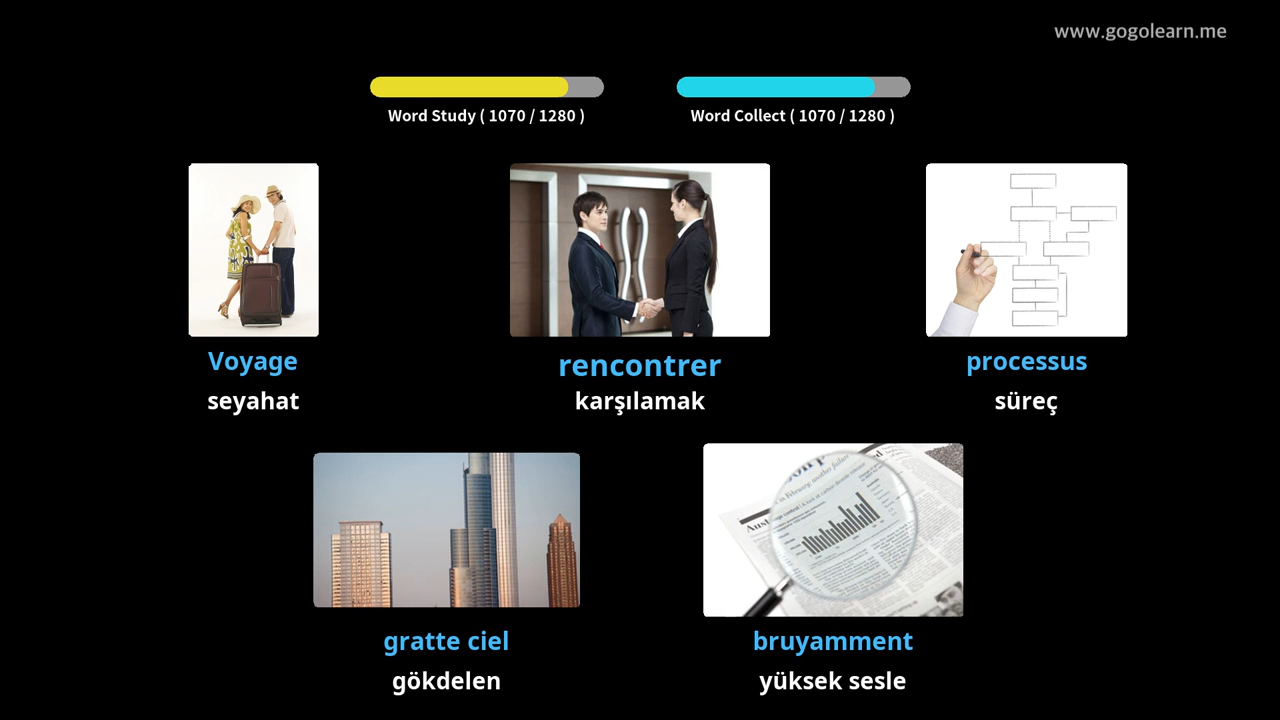 www.gogolearn.me
Word Study ( 1070 / 1280 )
Word Collect ( 1070 / 1280 )
Voyage
rencontrer
processus
seyahat
karşılamak
süreç
gratte ciel
bruyamment
gökdelen
yüksek sesle